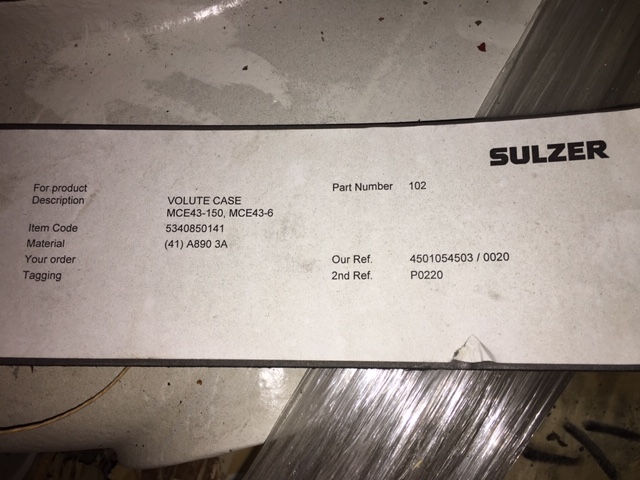 SULZER
For product
Part Number 102
Description VOLUTE CASE
MCE43-150, MCE43-6
Item Code 5340850141
Material (41) A890 3A
Your order Our Ref. 4501054503 / 0020
Tagging 2nd Ref. P0220